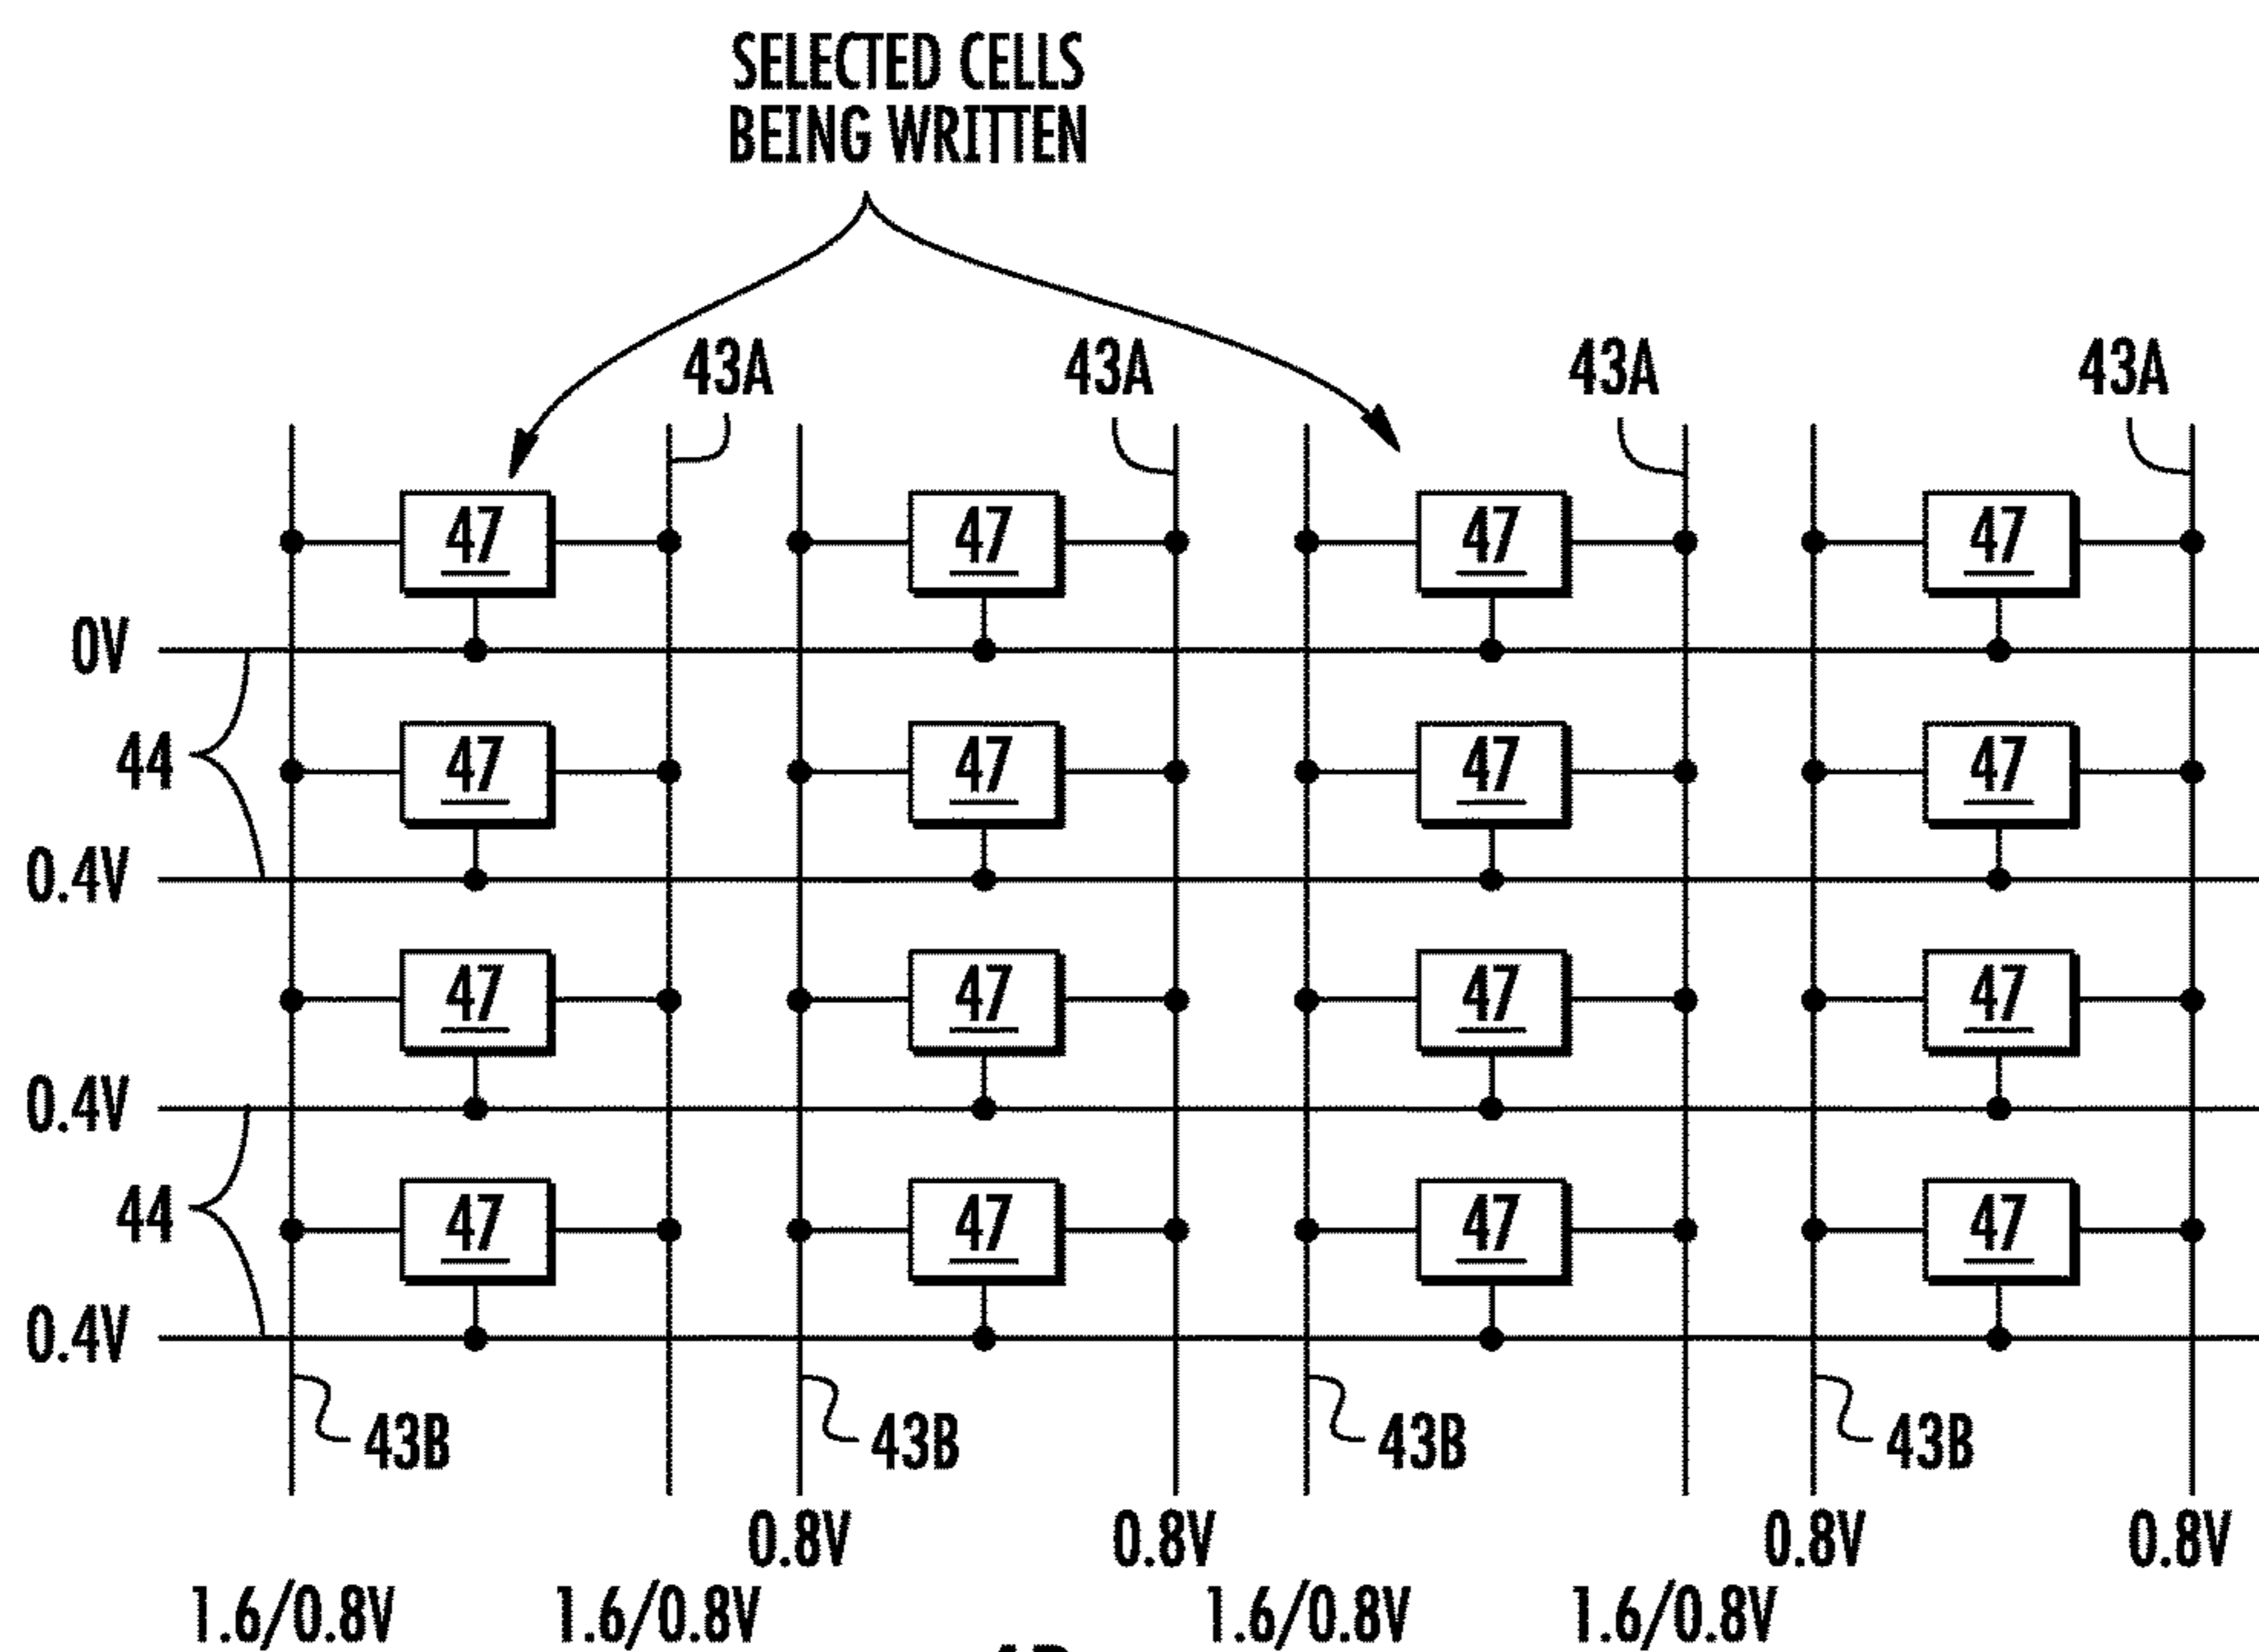 SELECTED CELLS
BEING WRITTEN
43A 43A 43A 43A
47 47 47 47
0V
44
47 47 47 47
0.4V
47 47 47 47
0.4V
44
47 47 47 47
0.4V
43B 43B 43B 43B
0.8V 0.8V 0.8V 0.8V
1.6/0.8V 1.6/0.8V 1.6/0.8V 1.6/0.8V